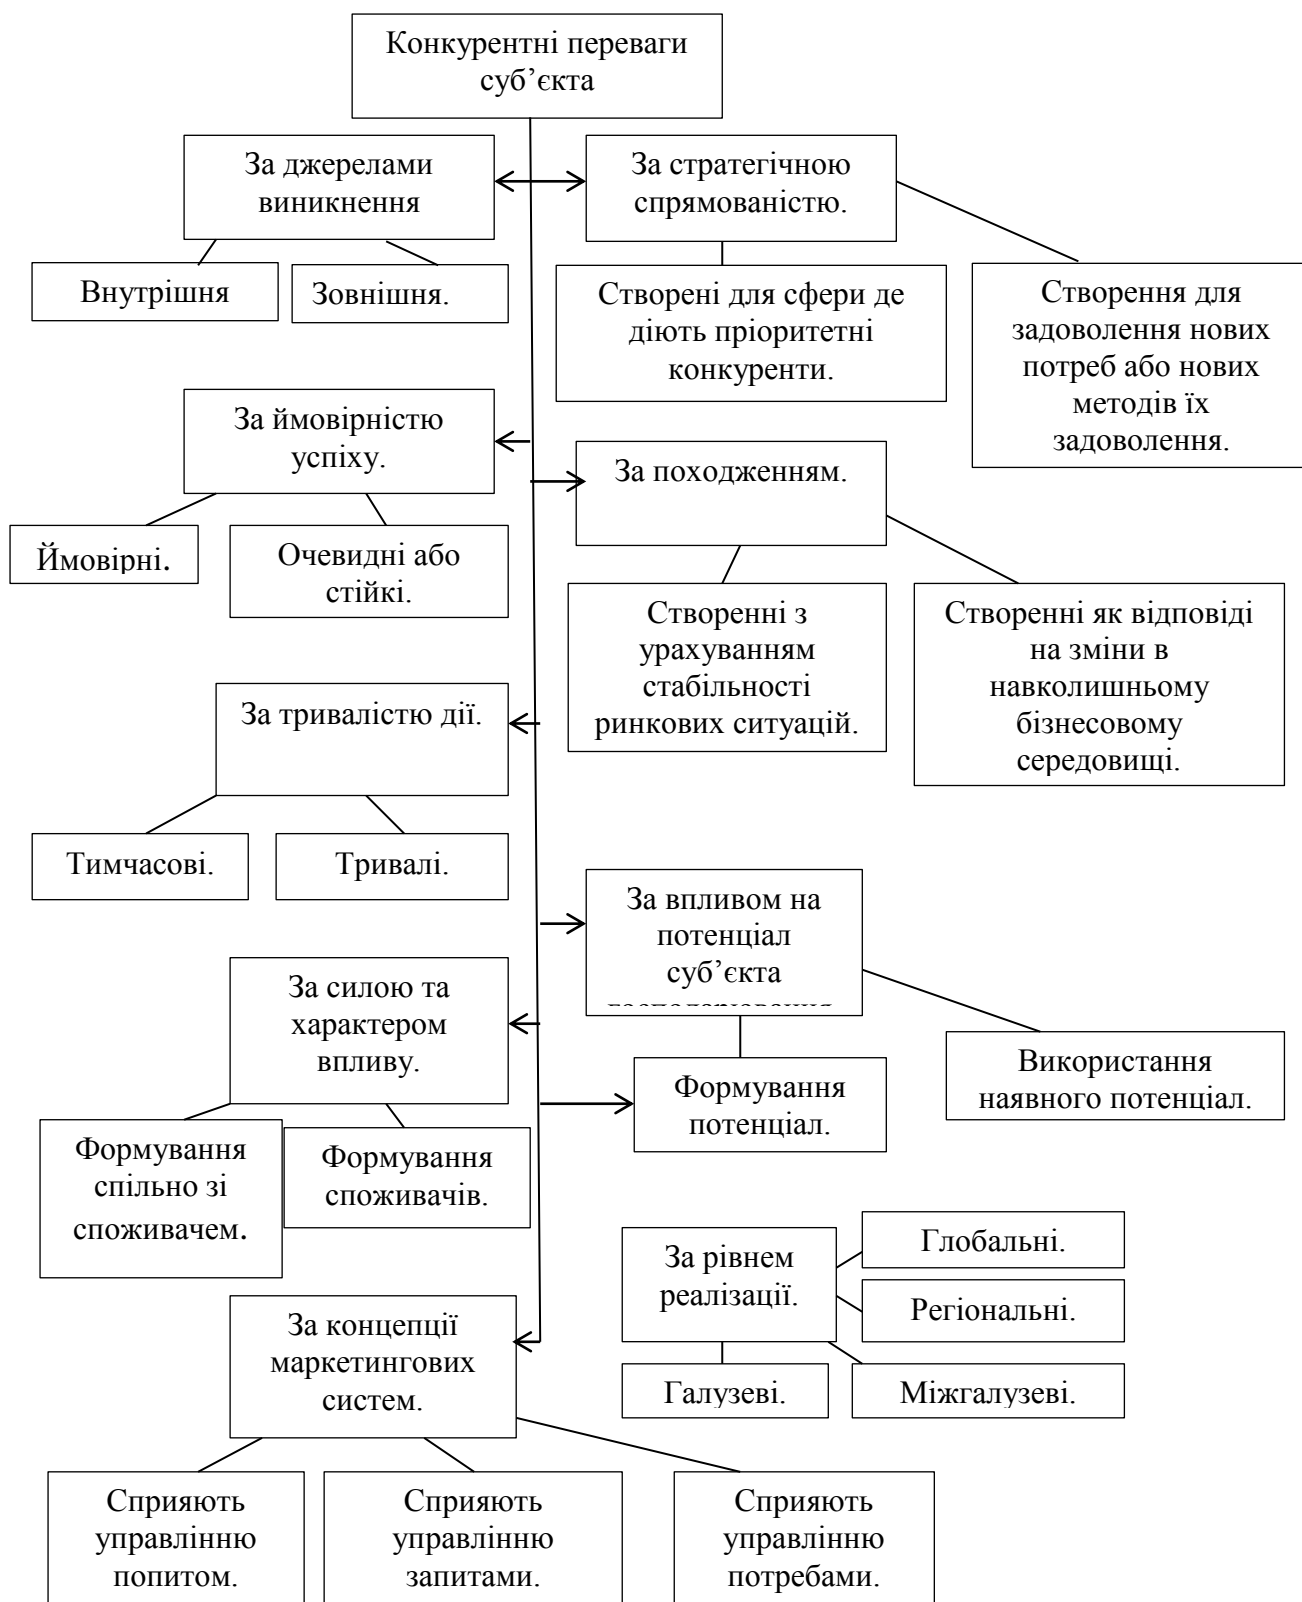 Конкурентні переваги
суб’єкта
За джерелами
виникнення
За стратегічною
спрямованістю.
Внутрішня
Зовнішня.
Створені для сфери де
діють пріоритетні
конкуренти.
Створення для
задоволення нових
потреб або нових
методів їх
задоволення.
За ймовірністю
успіху.
За походженням.
Ймовірні.
Очевидні або
стійкі.
Створенні з
урахуванням
стабільності
ринкових ситуацій.
Створенні як відповіді
на зміни в
навколишньому
бізнесовому
середовищі.
За тривалістю дії.
Тимчасові.
Тривалі.
За впливом на
потенціал
суб’єкта
За силою та
характером
впливу.
Формування
потенціал.
Використання
наявного потенціал.
Формування
спільно зі
споживачем.
Формування
споживачів.
За рівнем
реалізації.
Глобальні.
Регіональні.
Галузеві.
Міжгалузеві.
За концепції
маркетингових
систем.
Сприяють
управлінню
попитом.
Сприяють
управлінню
запитами.
Сприяють
управлінню
потребами.